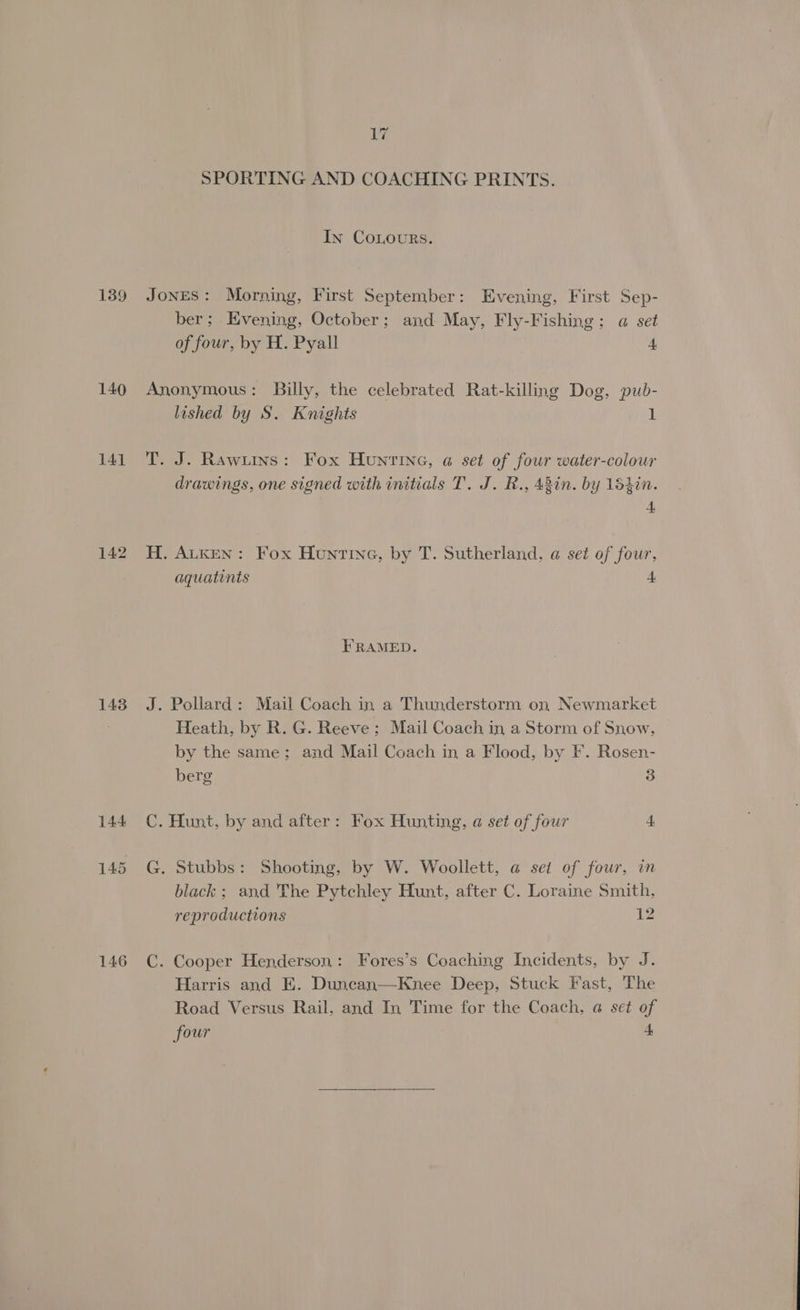 17
SPORTING AND COACHING PRINTS.
IN COLOURS.
139 JONES: Morning, First September: Evening, First Sep-
ber; Evening, October; and May, Fly-Fishing; a set
of four, by H. Pyall 4
140 Anonymous: Billy, the celebrated Rat-killing Dog, pub-
lished by S. Knights 1
141 T. J. RAWLINS: FOX HUNTING, a set of four water-colour
drawings, one signed with initials T. J. R., 4¾in. by 15¼in.
4
142 H. ALKEN: FOX HUNTING, by T. Sutherland, a set of four,
aquatints 4
FRAMED.
143 J. Pollard: Mail Coach in a Thunderstorm on Newmarket
Heath, by R. G. Reeve; Mail Coach in a Storm of Snow,
by the same; and Mail Coach in a Flood, by F. Rosen-
berg 3
144 C. Hunt, by and after: Fox Hunting, a set of four 4
145 G. Stubbs: Shooting, by W. Woollett, a set of four, in
black; and The Pytchley Hunt, after C. Loraine Smith,
reproductions 12
146 C. Cooper Henderson: Fores's Coaching Incidents, by J.
Harris and E. Duncan—Knee Deep, Stuck Fast, The
Road Versus Rail, and In Time for the Coach, a set of
four 4